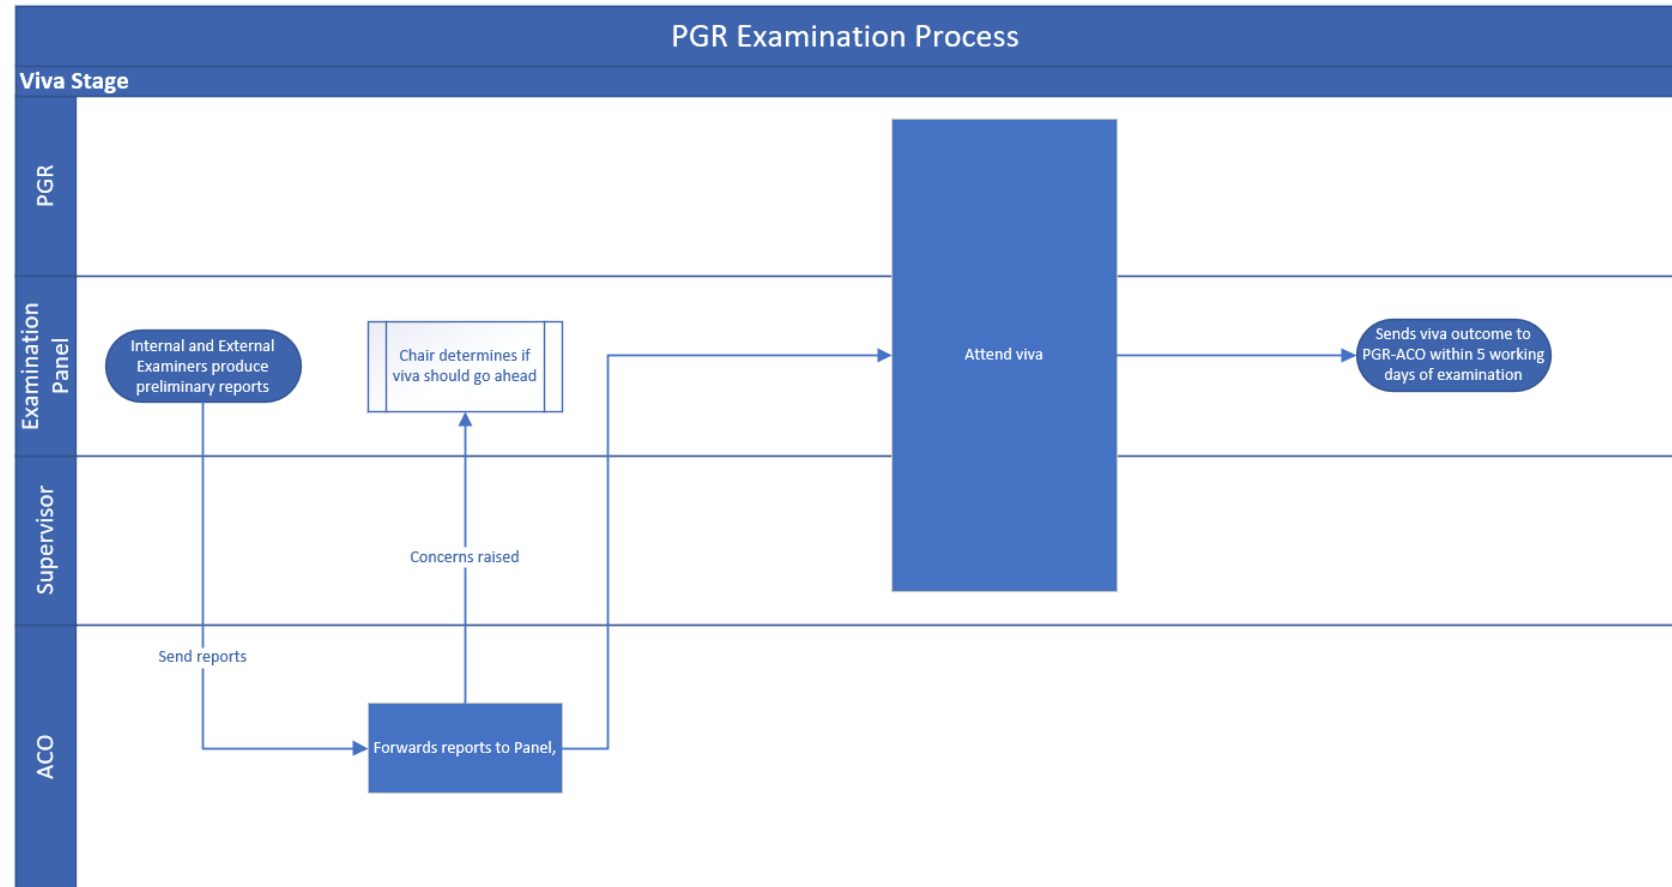 PGR Examination Process
Viva Stage
PGR
Examination
Panel
Internal and External
Examiners produce
preliminary reports
Chair determines if
viva should go ahead
Attend viva
Sends viva outcome to
PGR-ACO within 5 working
days of examination
Supervisor
Concerns raised
ACO
Send reports
Forwards reports to Panel,